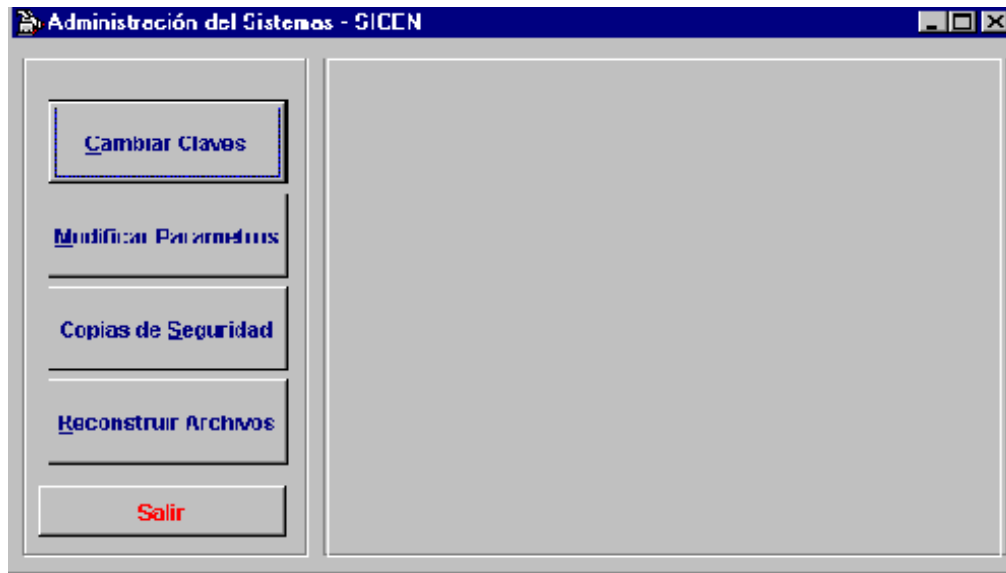 Administración del Sistemas - SICEN
Cambiar Claves
Modificar Parametros
Copias de Seguridad
Reconstruir Archivos
Salir